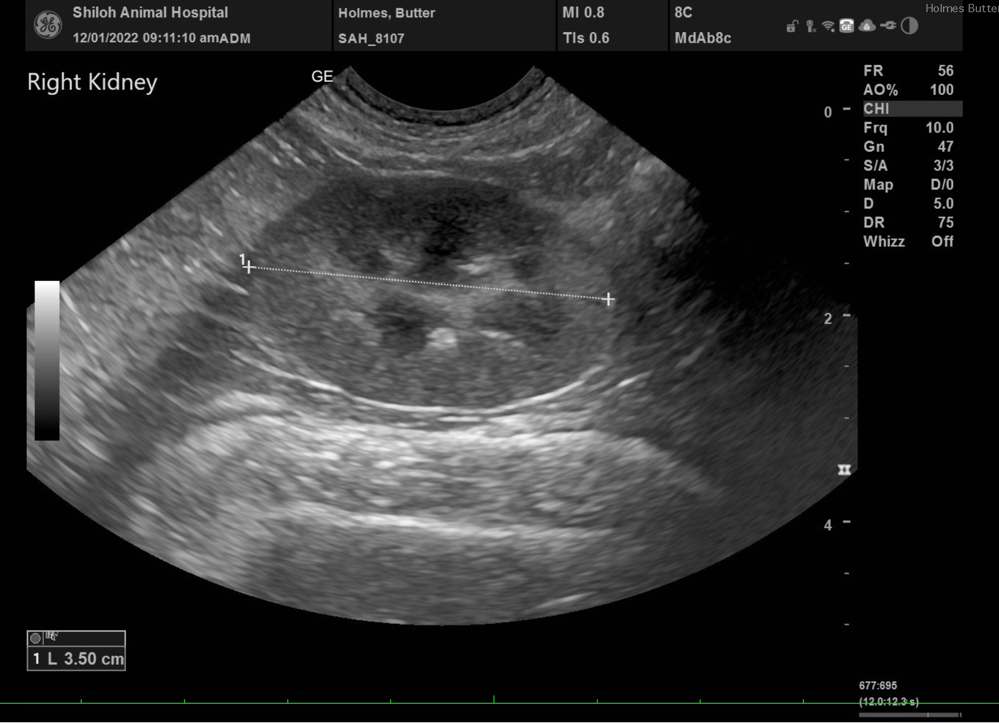 Shiloh Animal Hospital
12/01/2022 09:11:10 amADM
Holmes, Butter
SAH_8107
MI 0.8
TIs 0.6
8C
MdAb8c
GE
Holmes Butte
Right Kidney
GE
FR 56
AO% 100
CHI
Frq 10.0
Gn 47
S/A 3/3
Map D/0
D 5.0
DR 75
Whizz Off
0
1
2
4
1 L 3.50 cm
677:695
(12.0:12.3 s)